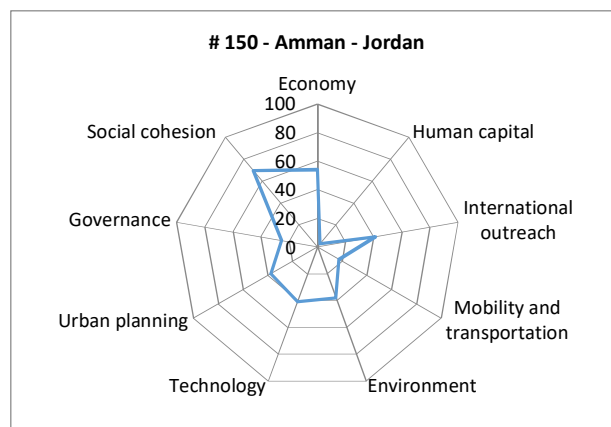 # 150 - Amman - Jordan
Economy
100
80
60
40
20
0
Human capital
International
outreach
Mobility and
transportation
Environment
Technology
Urban planning
Governance
Social cohesion